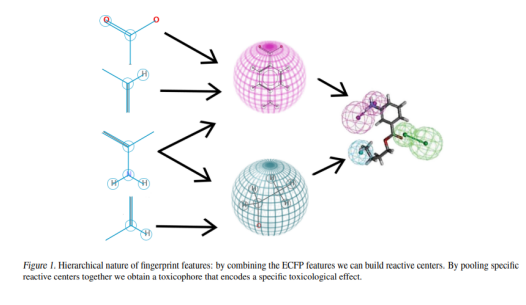 O O
H
N
H H
H
Figure 1. Hierarchical nature of fingerprint features: by combining the ECFP features we can build reactive centers. By pooling specific
reactive centers together we obtain a toxicophore that encodes a specific toxicological effect.